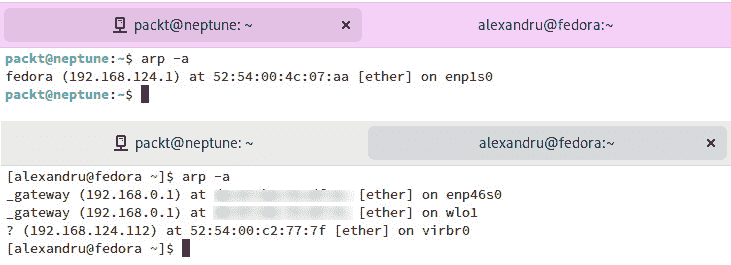 packt@neptune: ~ × alexandru@fedora:~
packt@neptune:~$ arp -a
fedora (192.168.124.1) at 52:54:00:4c:07:aa [ether] on enp1s0
packt@neptune:~$
packt@neptune: ~ alexandru@fedora:~ ×
[alexandru@fedora ~]$ arp -a
_gateway (192.168.0.1) at [ether] on enp46s0
_gateway (192.168.0.1) at [ether] on wlo1
? (192.168.124.112) at 52:54:00:c2:77:7f [ether] on virbr0
[alexandru@fedora ~]$